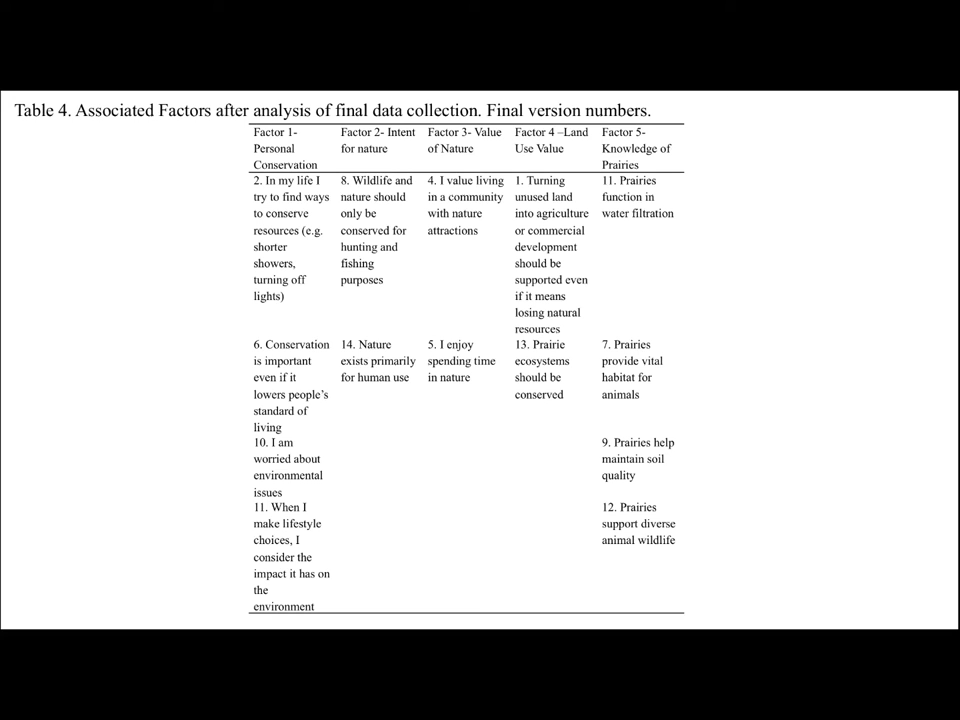 Table 4. Associated Factors after analysis of final data collection. Final version numbers.
Factor 1-
Personal
Conservation
Factor 2- Intent
for nature
Factor 3- Value
of Nature
Factor 4 –Land
Use Value
Factor 5-
Knowledge of
Prairies
2. In my life I
try to find ways
to conserve
resources (e.g.
shorter
showers,
turning off
lights)
8. Wildlife and
nature should
only be
conserved for
hunting and
fishing
purposes
4. I value living
in a community
with nature
attractions
1. Turning
unused land
into agriculture
or commercial
development
should be
supported even
if it means
losing natural
resources
11. Prairies
function in
water filtration
6. Conservation
is important
even if it
lowers people’s
standard of
living
14. Nature
exists primarily
for human use
5. I enjoy
spending time
in nature
13. Prairie
ecosystems
should be
conserved
7. Prairies
provide vital
habitat for
animals
10. I am
worried about
environmental
issues
9. Prairies help
maintain soil
quality
11. When I
make lifestyle
choices, I
consider the
impact it has on
the
environment
12. Prairies
support diverse
animal wildlife